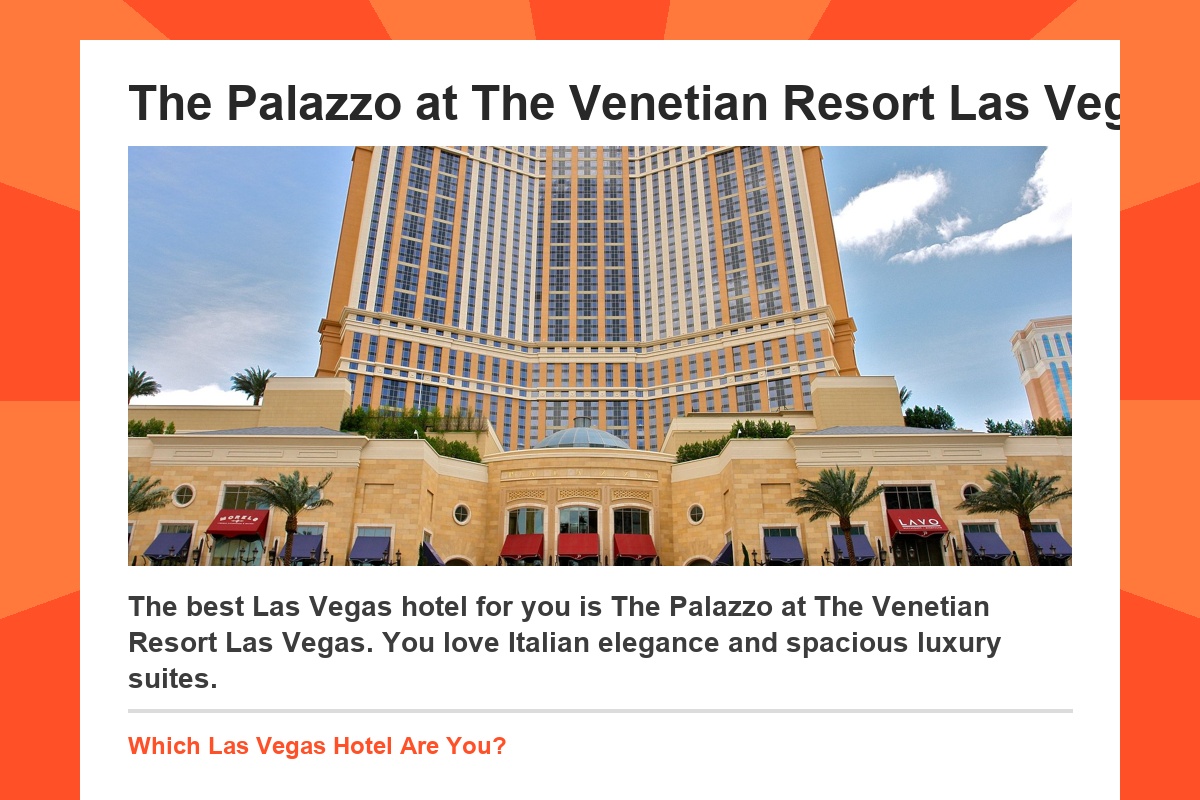 The Palazzo at The Venetian Resort Las Veg
MORELS
LAVO
The best Las Vegas hotel for you is The Palazzo at The Venetian
Resort Las Vegas. You love Italian elegance and spacious luxury
suites.
Which Las Vegas Hotel Are You?